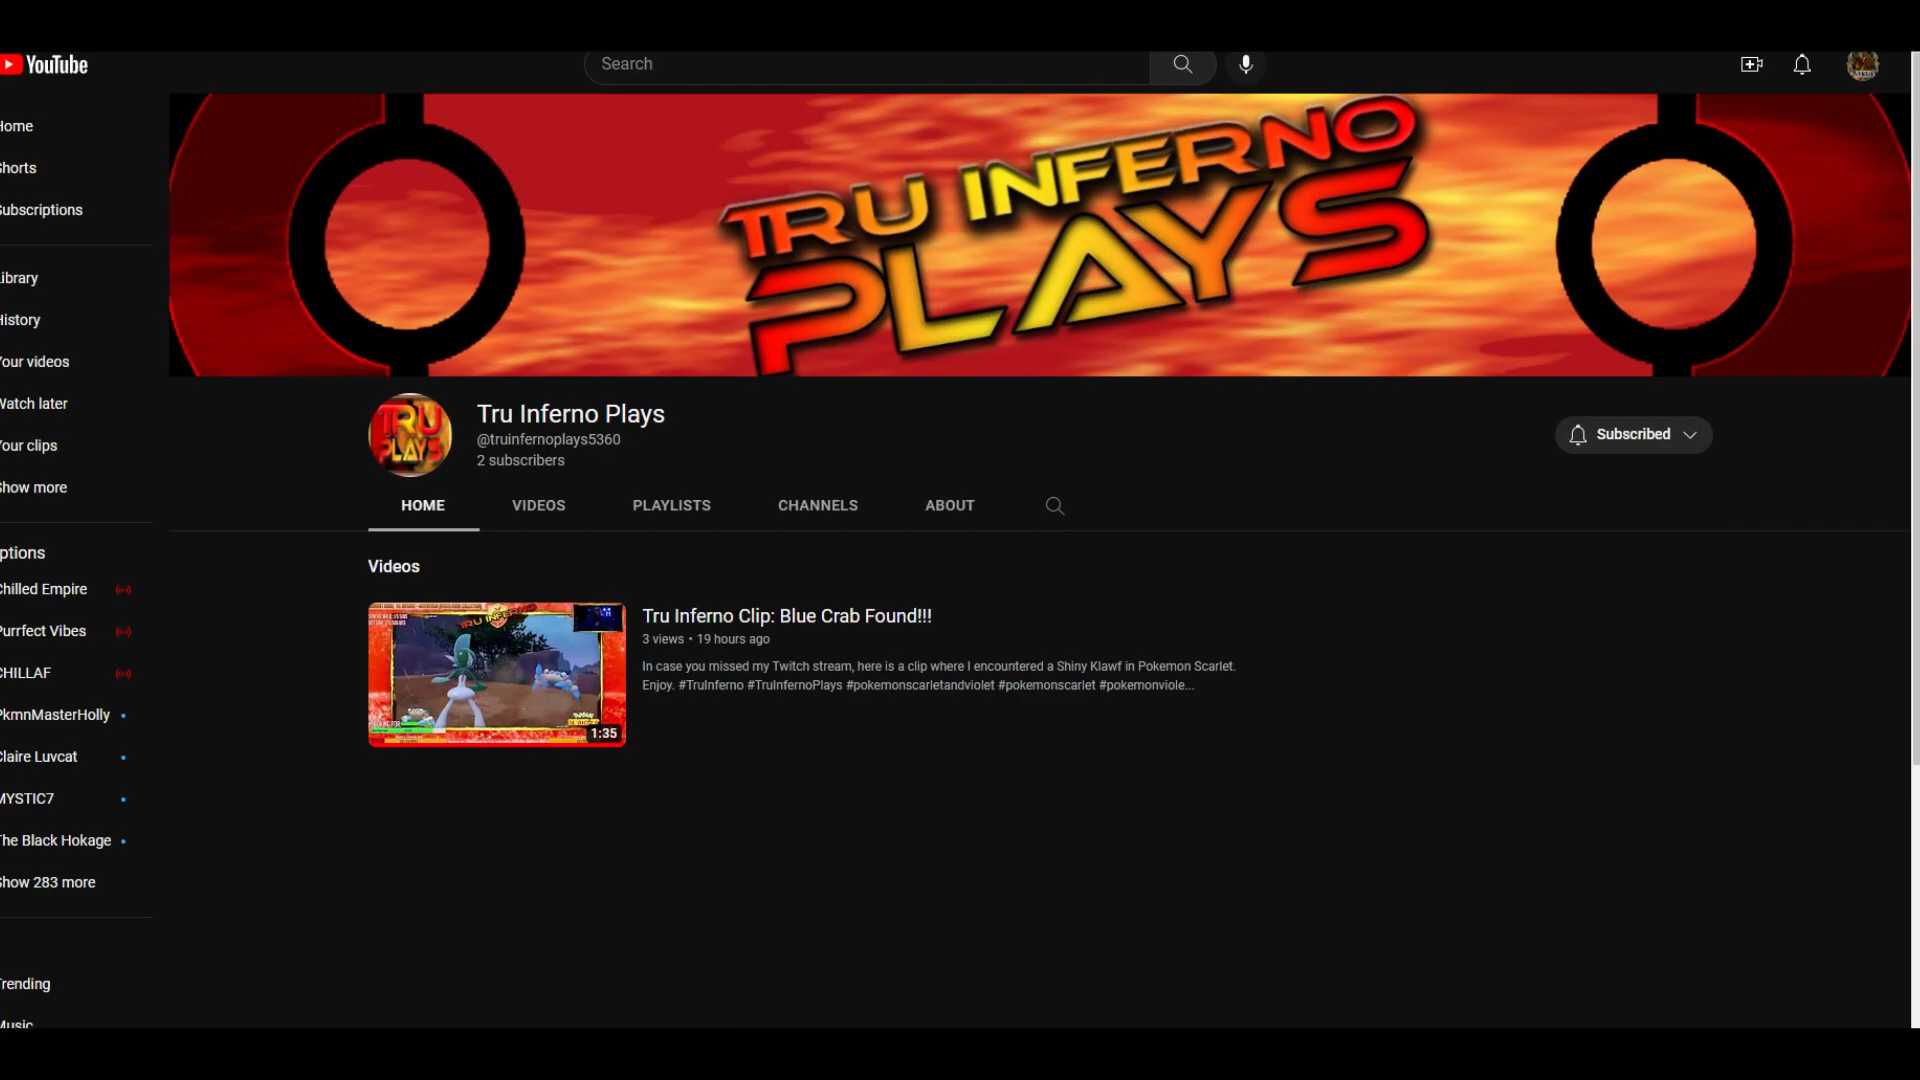 YouTube
Search
Home
Shorts
Subscriptions
Library
History
Your videos
Watch later
Your clips
Show more
ptions
Chilled Empire
Purrfect Vibes
CHILLAF
PkmnMasterHolly
Claire Luvcat
MYSTIC7
The Black Hokage
Show 283 more
Trending
Music
TRU INFERNO
PLAYS
TRU
PLAYS
Tru Inferno Plays
@truinfernoplays5360
2 subscribers
Subscribed
HOME
VIDEOS
PLAYLISTS
CHANNELS
ABOUT
Videos
TRU INFERNO
1:35
Tru Inferno Clip: Blue Crab Found!!!
3 views • 19 hours ago
In case you missed my Twitch stream, here is a clip where I encountered a Shiny Klawf in Pokemon Scarlet.
Enjoy. #TruInferno #TruInfernoPlays #pokemonscarletandviolet #pokemonscarlet #pokemonviole...